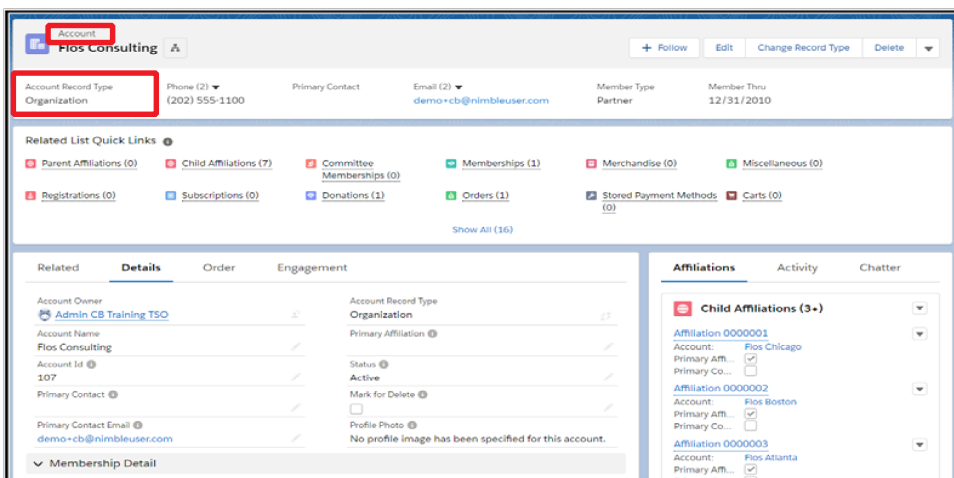 Account
Flos Consulting
+ Follow Edit Change Record Type Delete
Account Record Type Phone (2) Primary Contact Email (2) Member Type Member Thru
Organization (202) 555-1100 demo+cb@nimbleuser.com Partner 12/31/2010
Related List Quick Links
Parent Affiliations (0) Child Affiliations (7) Committee Memberships (0) Memberships (1) Merchandise (0) Miscellaneous (0)
Registrations (0) Subscriptions (0) Donations (1) Orders (1) Stored Payment Methods (0) Carts (0)
Show All (16)
Related Details Order Engagement
Account Owner Account Record Type
Admin CB Training TSO Organization
Account Name Primary Affiliation
Flos Consulting
Account Id Status
107 Active
Primary Contact Mark for Delete
Primary Contact Email Profile Photo
demo+cb@nimbleuser.com No profile image has been specified for this account.
Membership Detail
Affiliations Activity Chatter
Child Affiliations (3+)
Affiliation 0000001
Account: Flos Chicago
Primary Affi...
Primary Co...
Affiliation 0000002
Account: Flos Boston
Primary Affi...
Primary Co...
Affiliation 0000003
Account: Flos Atlanta
Primary Affi...